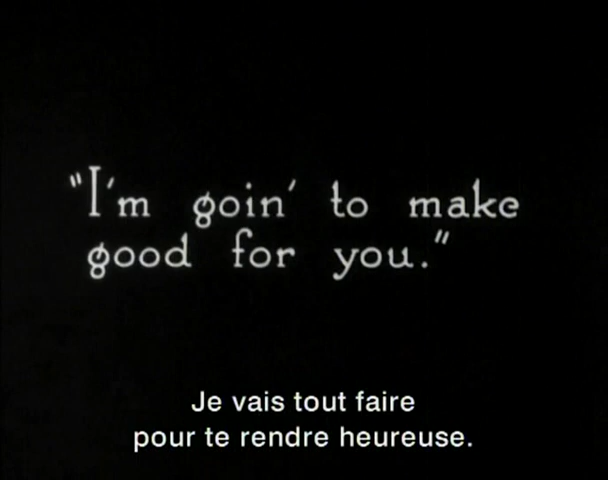 "I'm goin' to make
good for you."
Je vais tout faire
pour te rendre heureuse.